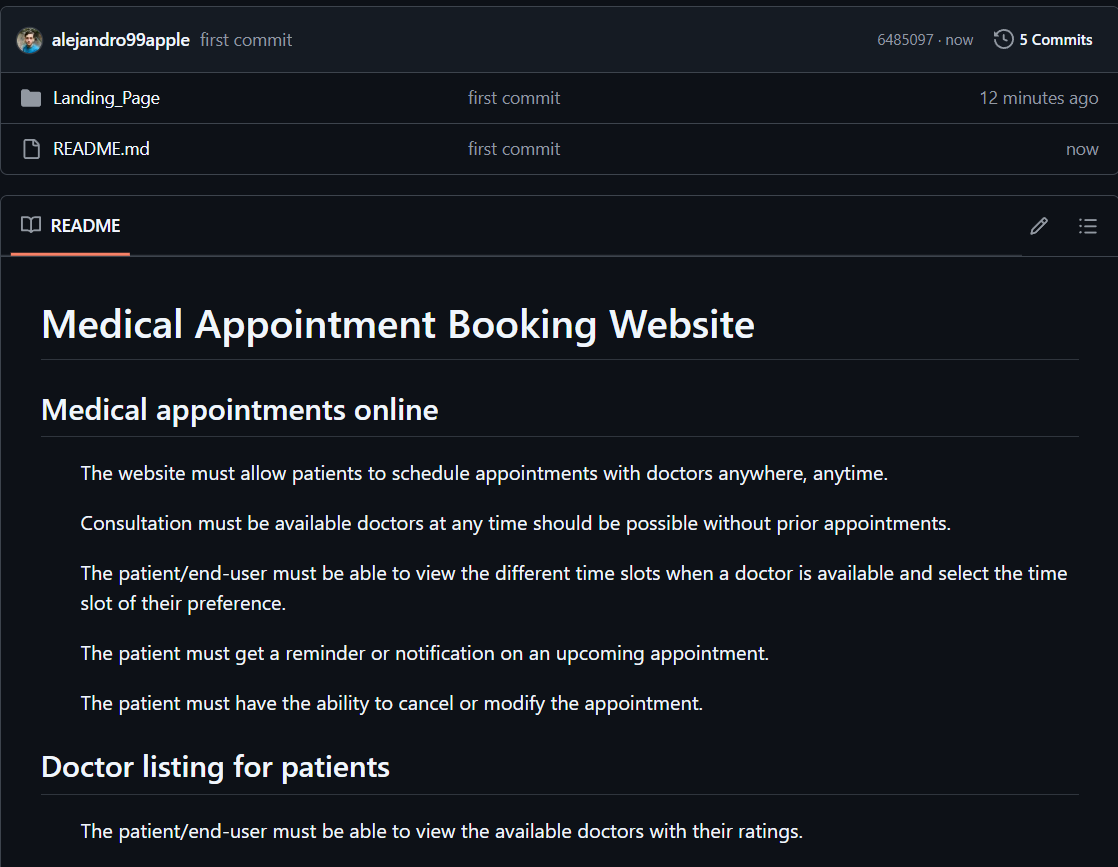 alejandro99apple first commit 6485097 · now 5 Commits
Landing_Page first commit 12 minutes ago
README.md first commit now
README
Medical Appointment Booking Website
Medical appointments online
The website must allow patients to schedule appointments with doctors anywhere, anytime.
Consultation must be available doctors at any time should be possible without prior appointments.
The patient/end-user must be able to view the different time slots when a doctor is available and select the time
slot of their preference.
The patient must get a reminder or notification on an upcoming appointment.
The patient must have the ability to cancel or modify the appointment.
Doctor listing for patients
The patient/end-user must be able to view the available doctors with their ratings.